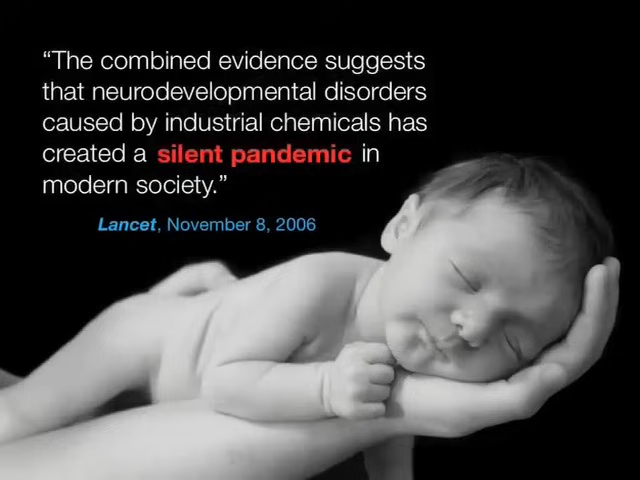 “The combined evidence suggests
that neurodevelopmental disorders
caused by industrial chemicals has
created a silent pandemic in
modern society.”
Lancet, November 8, 2006